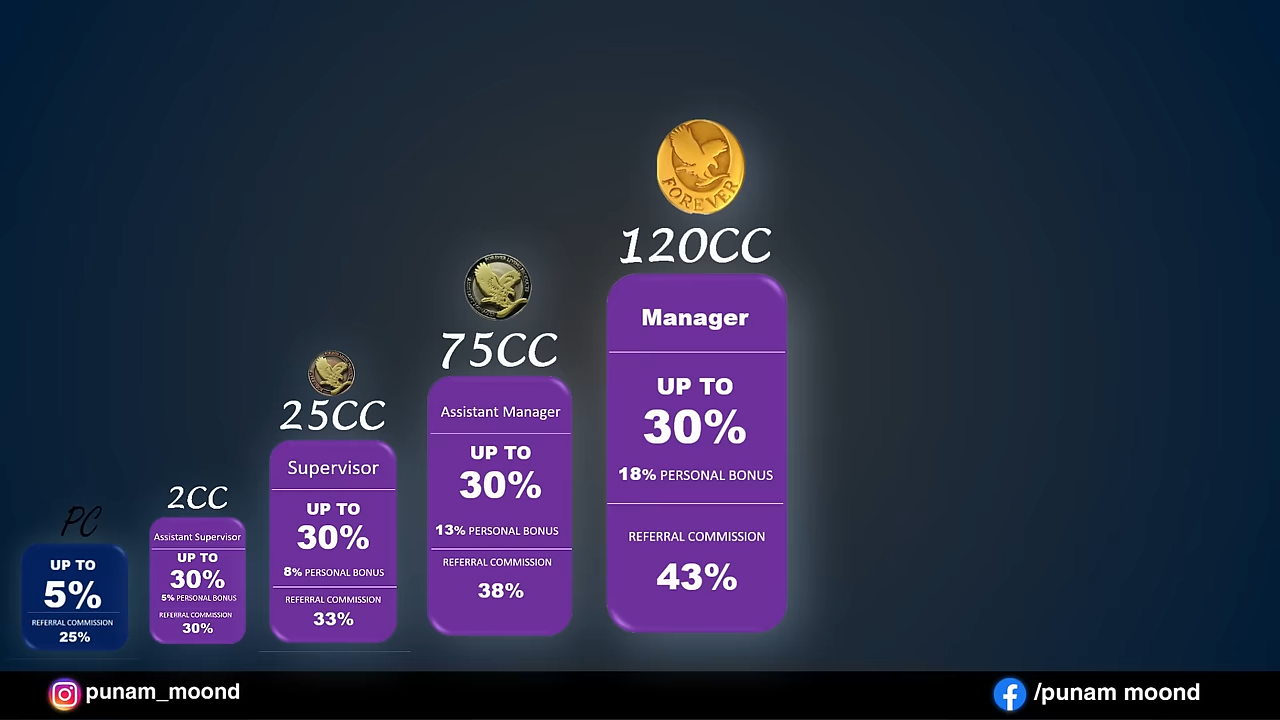 PC
UP TO
5%
REFERRAL COMMISSION
25%
2CC
Assistant Supervisor
UP TO
30%
5% PERSONAL BONUS
REFERRAL COMMISSION
30%
25CC
Supervisor
UP TO
30%
8% PERSONAL BONUS
REFERRAL COMMISSION
33%
75CC
Assistant Manager
UP TO
30%
13% PERSONAL BONUS
REFERRAL COMMISSION
38%
FOREVER
120CC
Manager
UP TO
30%
18% PERSONAL BONUS
REFERRAL COMMISSION
43%
punam_moond
/punam moond